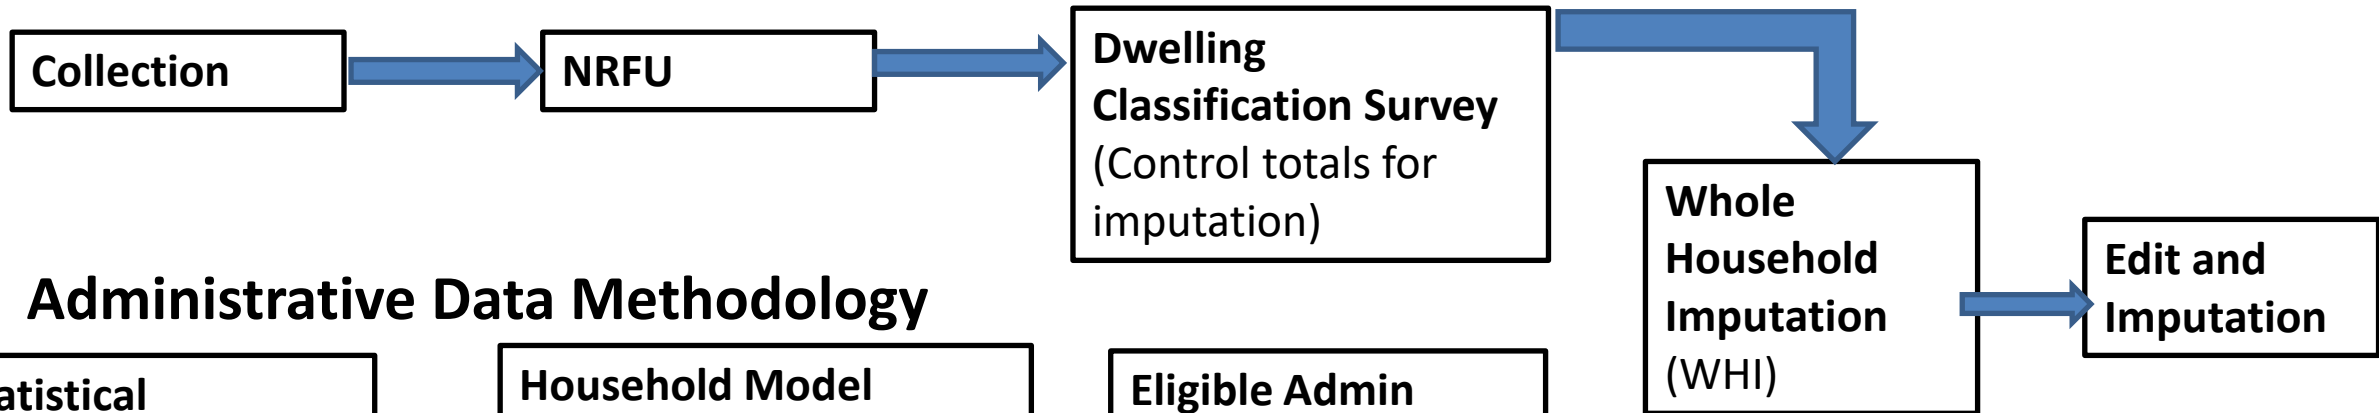 Collection
NRFU
Dwelling
Classification Survey
(Control totals for
imputation)
Whole
Household
Imputation
(WHI)
Edit and
Imputation
Administrative Data Methodology
atistical
Household Model
Eligible Admin